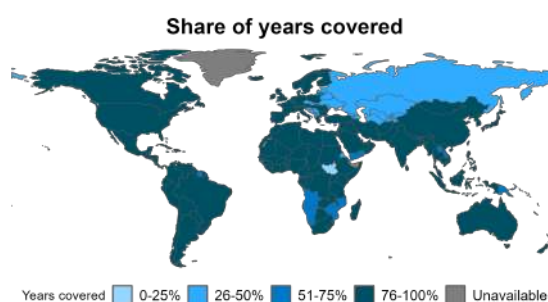 Share of years covered
Years covered 0-25% 26-50% 51-75% 76-100% Unavailable